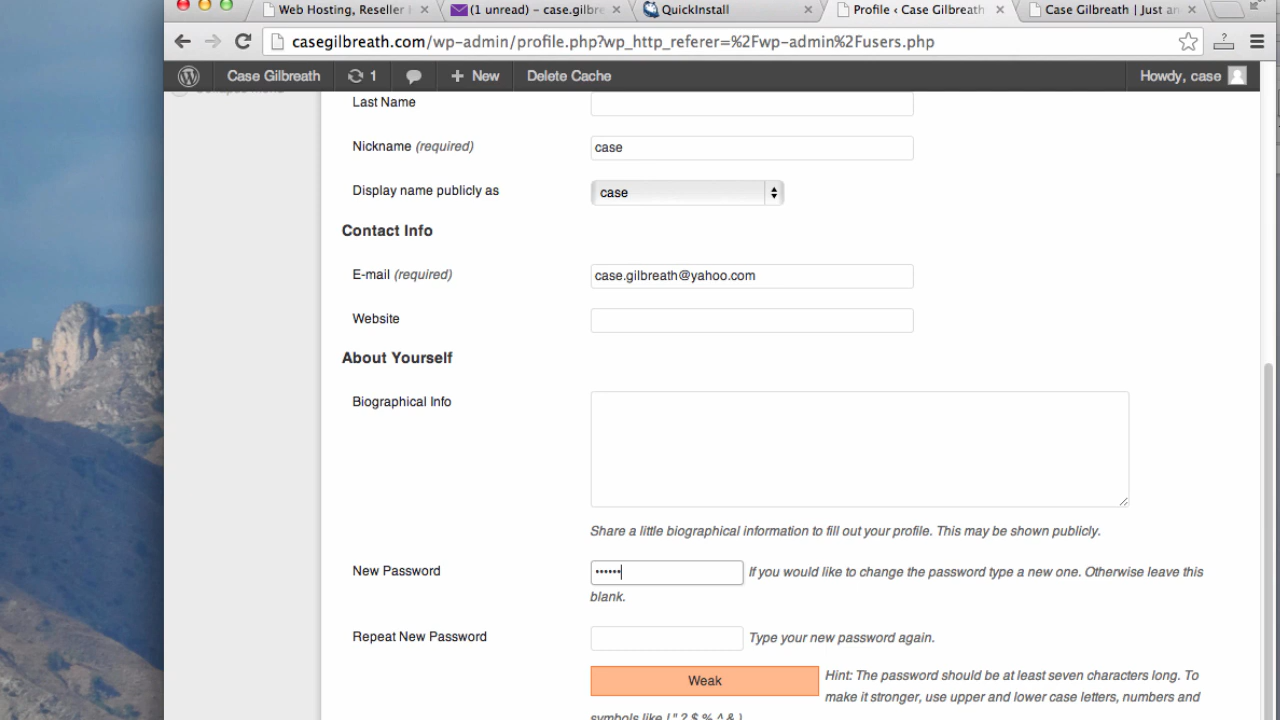 Web Hosting, Reseller
(1 unread) – case.gilbre
QuickInstall
Profile ‹ Case Gilbreath
Case Gilbreath | Just an
casegilbreath.com/wp-admin/profile.php?wp_http_referer=%2Fwp-admin%2Fusers.php
Case Gilbreath 1 + New Delete Cache Howdy, case
Last Name
Nickname (required) case
Display name publicly as case
Contact Info
E-mail (required) case.gilbreath@yahoo.com
Website
About Yourself
Biographical Info
Share a little biographical information to fill out your profile. This may be shown publicly.
New Password •••••• If you would like to change the password type a new one. Otherwise leave this
blank.
Repeat New Password Type your new password again.
Weak Hint: The password should be at least seven characters long. To
make it stronger, use upper and lower case letters, numbers and
symbols like ! " ? $ % ^ & ).